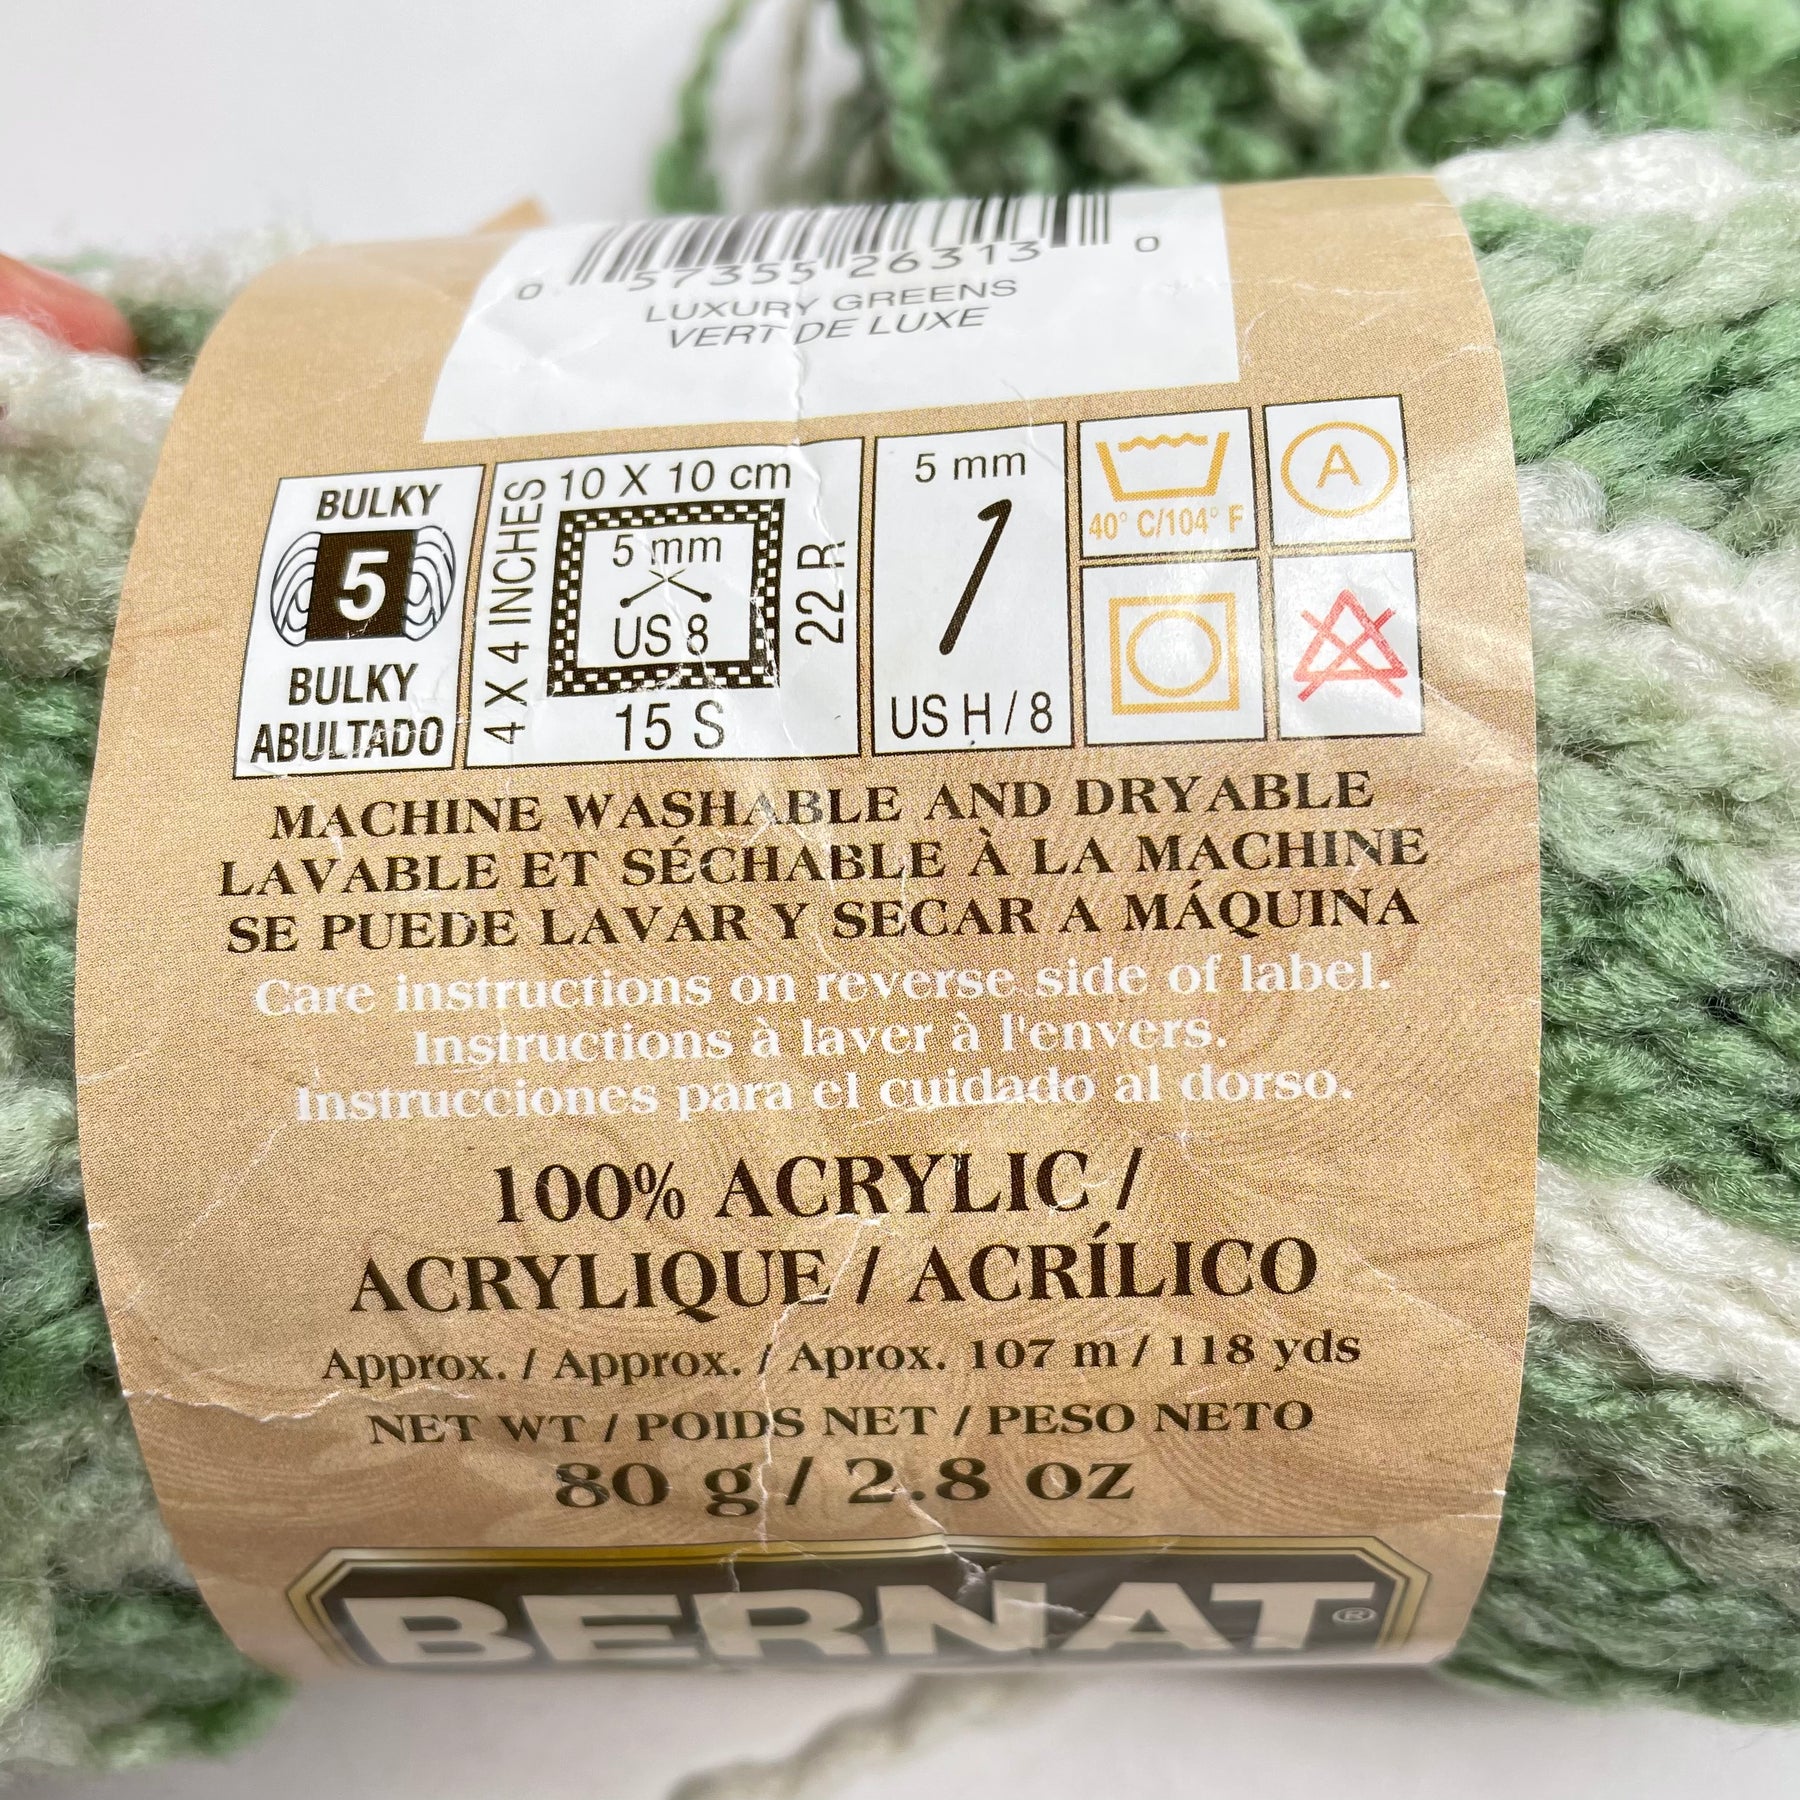 0 57355 26313 0
LUXURY GREENS
VERT DE LUXE
BULKY
5
BULKY
ABULTADO
4 X 4 INCHES
10 X 10 cm
5 mm
US 8
22 R
15 S
5 mm
US H / 8
40° C/104° F
A
MACHINE WASHABLE AND DRYABLE
LAVABLE ET SÉCHABLE À LA MACHINE
SE PUEDE LAVAR Y SECAR A MÁQUINA
Care instructions on reverse side of label.
Instructions à laver à l'envers.
Instrucciones para el cuidado al dorso.
100% ACRYLIC /
ACRYLIQUE / ACRÍLICO
Approx. / Approx. / Aprox. 107 m / 118 yds
NET WT / POIDS NET / PESO NETO
80 g / 2.8 oz
BERNAT®